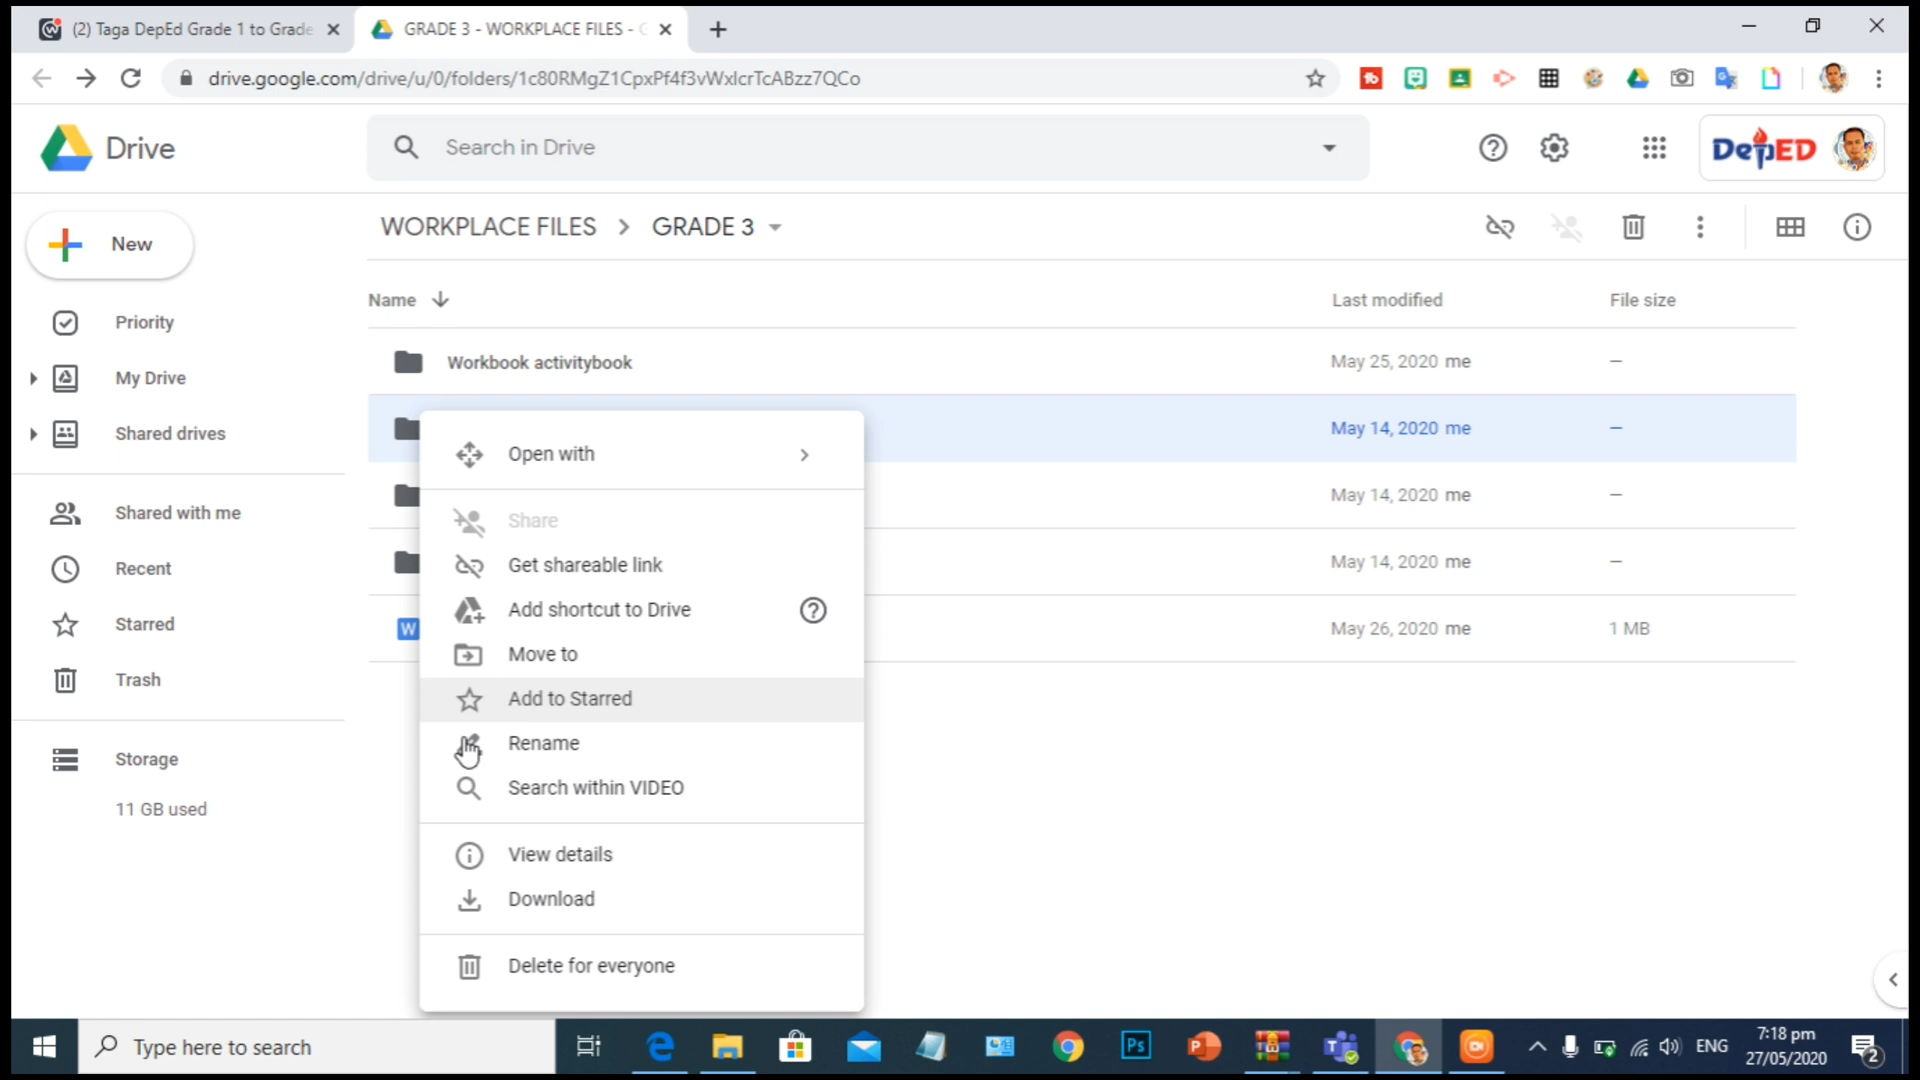 (2) Taga DepEd Grade 1 to Grade
GRADE 3 - WORKPLACE FILES -
drive.google.com/drive/u/0/folders/1c80RMgZ1CpxPf4f3vWxlcrTcABzz7QCo
Drive
Search in Drive
DepED
New
WORKPLACE FILES > GRADE 3
Name
Last modified
File size
Priority
My Drive
Shared drives
Shared with me
Recent
Starred
Trash
Storage
11 GB used
Workbook activitybook
May 25, 2020 me
–
May 14, 2020 me
–
May 14, 2020 me
–
May 14, 2020 me
–
W
May 26, 2020 me
1 MB
Open with
Share
Get shareable link
Add shortcut to Drive
Move to
Add to Starred
Rename
Search within VIDEO
View details
Download
Delete for everyone
Type here to search
Ps
ENG
7:18 pm
27/05/2020
2